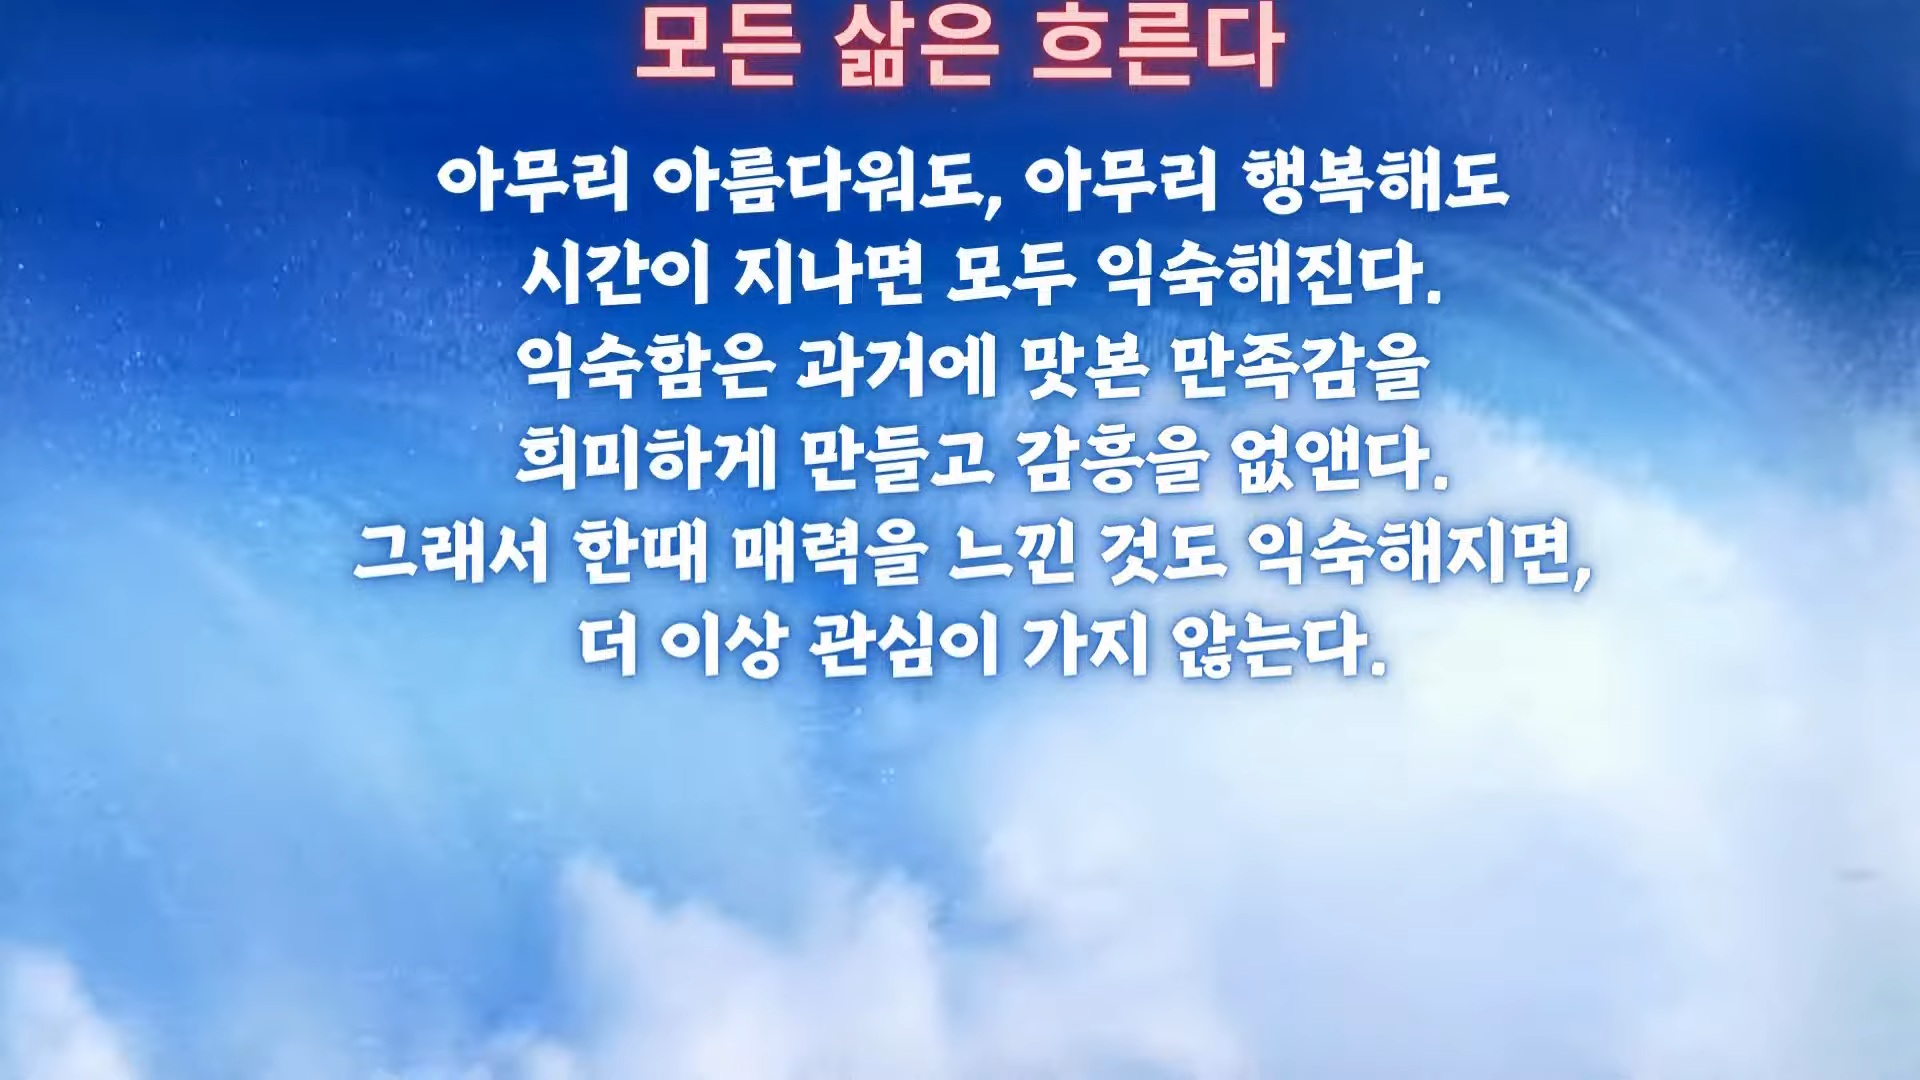 모든 삶은 흐른다
아무리 아름다워도, 아무리 행복해도
시간이 지나면 모두 익숙해진다.
익숙함은 과거에 맛본 만족감을
희미하게 만들고 감흥을 없앤다.
그래서 한때 매력을 느낀 것도 익숙해지면,
더 이상 관심이 가지 않는다.